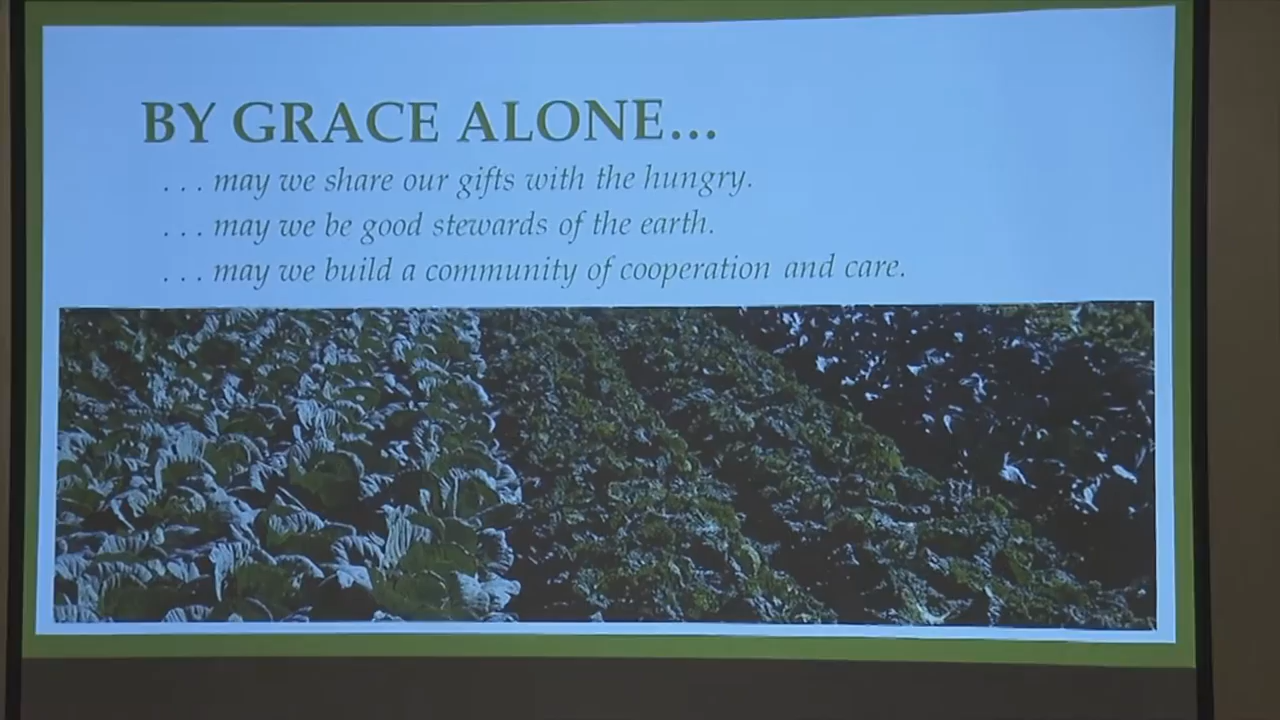 BY GRACE ALONE...
. . . may we share our gifts with the hungry.
. . . may we be good stewards of the earth.
. . . may we build a community of cooperation and care.